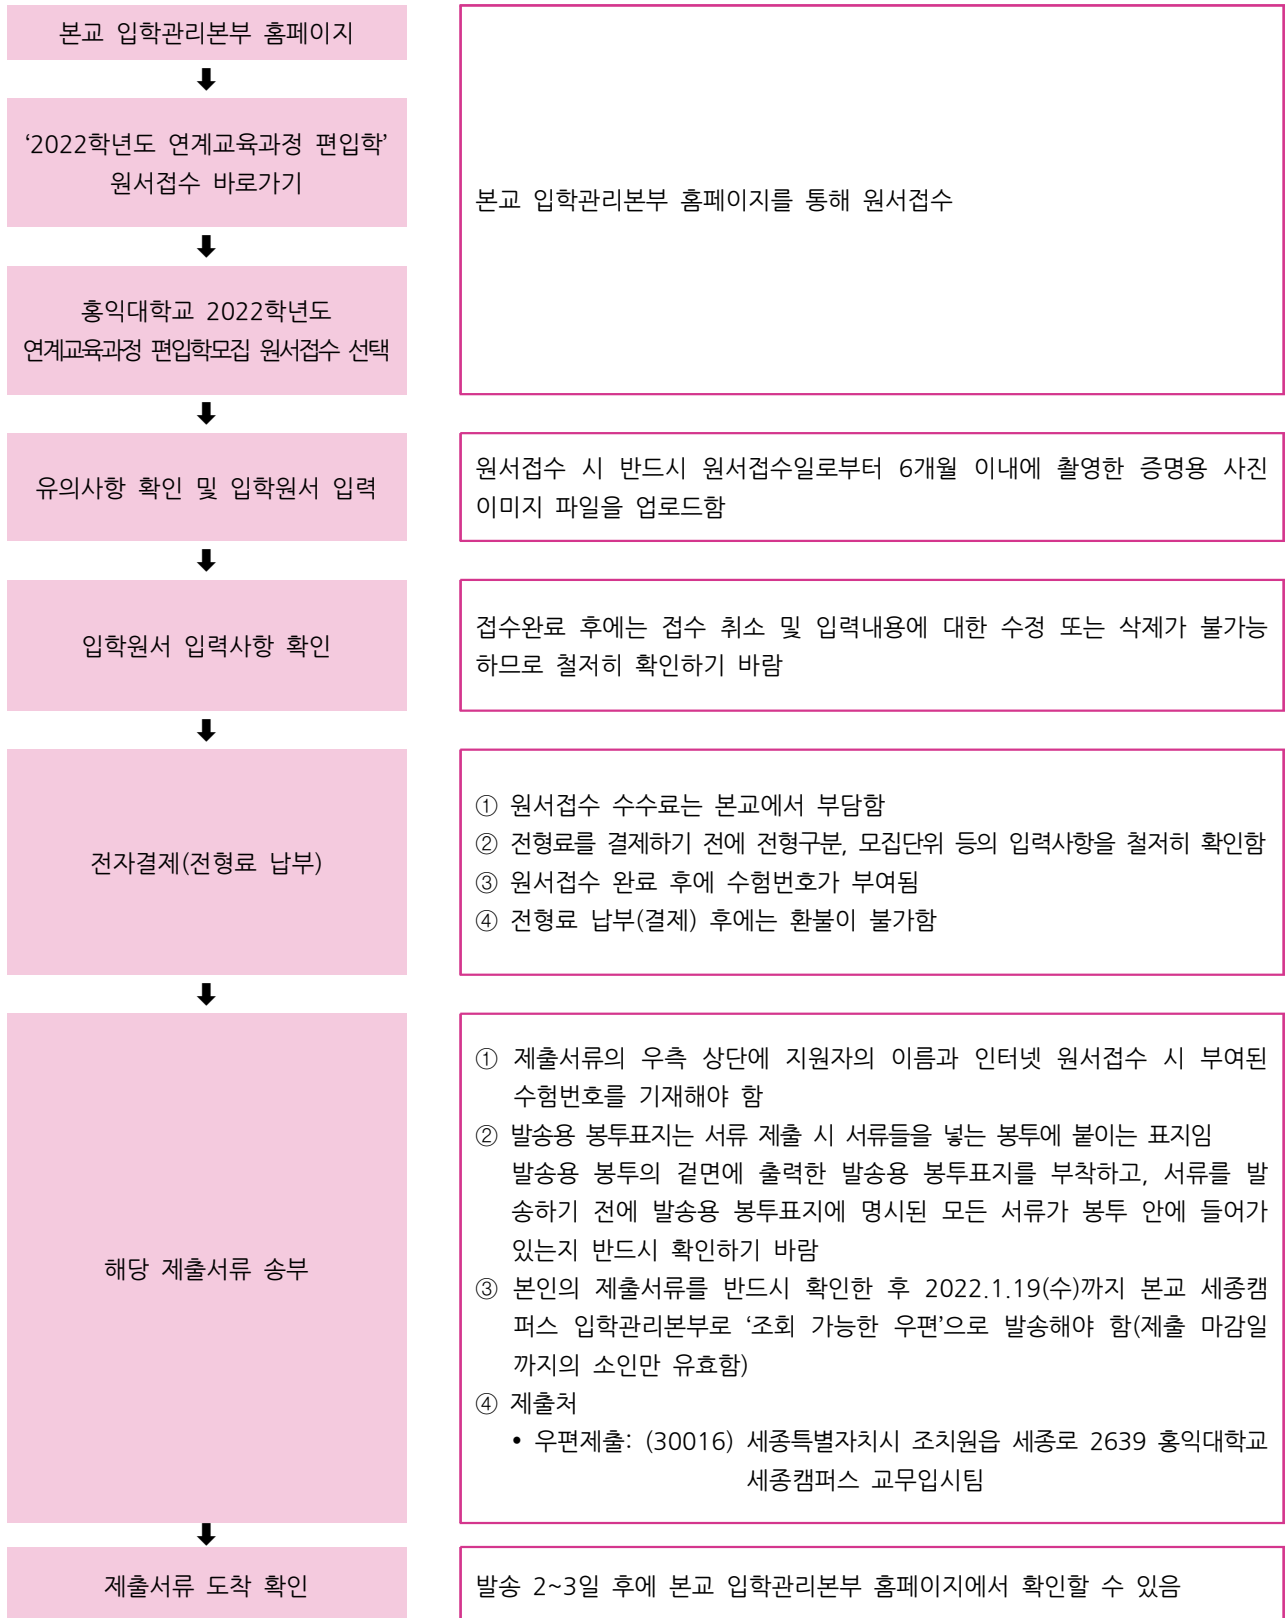 본교 입학관리본부 홈페이지
'2022학년도 연계교육과정 편입학'
원서접수 바로가기
홍익대학교 2022학년도
연계교육과정 편입학모집 원서접수 선택
본교 입학관리본부 홈페이지를 통해 원서접수
유의사항 확인 및 입학원서 입력
원서접수 시 반드시 원서접수일로부터 6개월 이내에 촬영한 증명용 사진
이미지 파일을 업로드함
입학원서 입력사항 확인
접수완료 후에는 접수 취소 및 입력내용에 대한 수정 또는 삭제가 불가능
하므로 철저히 확인하기 바람
전자결제(전형료 납부)
① 원서접수 수수료는 본교에서 부담함
② 전형료를 결제하기 전에 전형구분, 모집단위 등의 입력사항을 철저히 확인함
③ 원서접수 완료 후에 수험번호가 부여됨
④ 전형료 납부(결제) 후에는 환불이 불가함
해당 제출서류 송부
① 제출서류의 우측 상단에 지원자의 이름과 인터넷 원서접수 시 부여된
수험번호를 기재해야 함
② 발송용 봉투표지는 서류 제출 시 서류들을 넣는 봉투에 붙이는 표지임
발송용 봉투의 겉면에 출력한 발송용 봉투표지를 부착하고, 서류를 발
송하기 전에 발송용 봉투표지에 명시된 모든 서류가 봉투 안에 들어가
있는지 반드시 확인하기 바람
③ 본인의 제출서류를 반드시 확인한 후 2022.1.19(수)까지 본교 세종캠
퍼스 입학관리본부로 '조회 가능한 우편'으로 발송해야 함(제출 마감일
까지의 소인만 유효함)
④ 제출처
• 우편제출: (30016) 세종특별자치시 조치원읍 세종로 2639 홍익대학교
세종캠퍼스 교무입시팀
제출서류 도착 확인
발송 2~3일 후에 본교 입학관리본부 홈페이지에서 확인할 수 있음